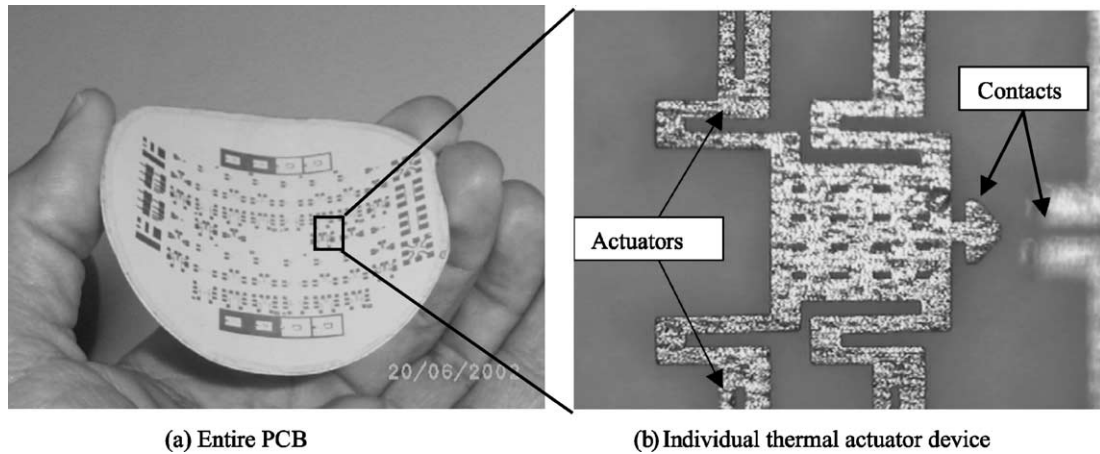 Contacts
Actuators
20/06/2002
(a) Entire PCB
(b) Individual thermal actuator device